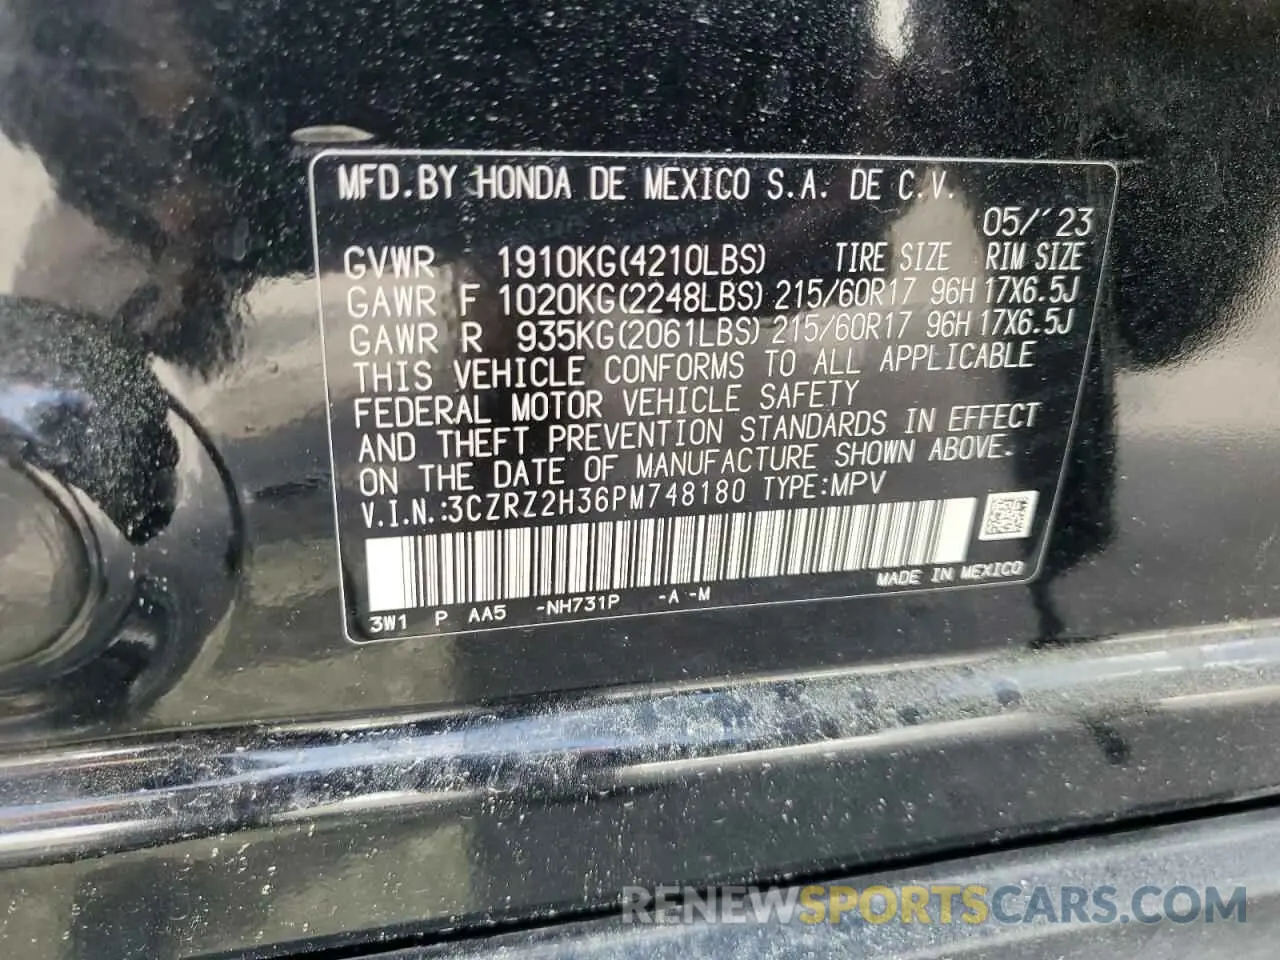 MFD.BY HONDA DE MEXICO S.A. DE C.V.
05/'23
GVWR 1910KG(4210LBS) TIRE SIZE RIM SIZE
GAWR F 1020KG(2248LBS) 215/60R17 96H 17X6.5J
GAWR R 935KG(2061LBS) 215/60R17 96H 17X6.5J
THIS VEHICLE CONFORMS TO ALL APPLICABLE
FEDERAL MOTOR VEHICLE SAFETY
AND THEFT PREVENTION STANDARDS IN EFFECT
ON THE DATE OF MANUFACTURE SHOWN ABOVE.
V.I.N.:3CZRZ2H36PM748180 TYPE:MPV
MADE IN MEXICO
3W1 P AA5 -NH731P -A -M
RENEWSPORTSCARS.COM